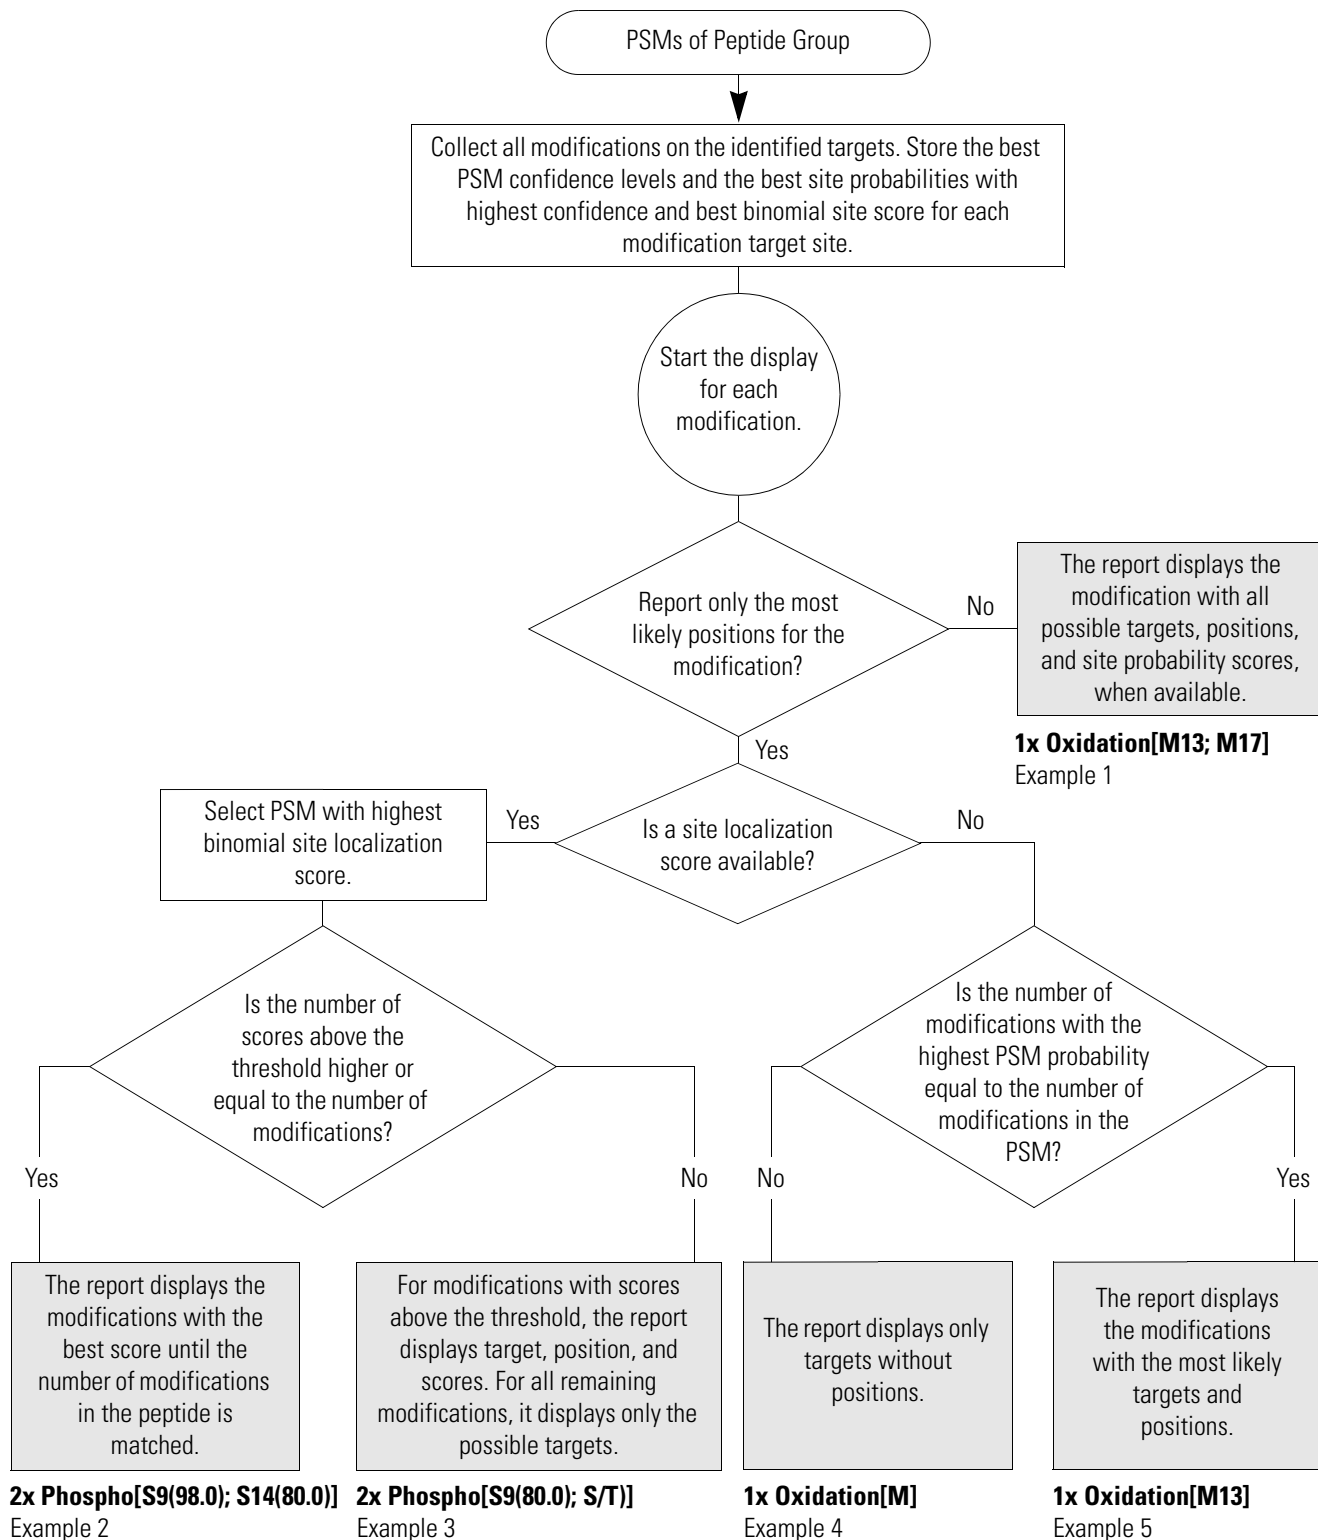 PSMs of Peptide Group
Collect all modifications on the identified targets. Store the best
PSM confidence levels and the best site probabilities with
highest confidence and best binomial site score for each
modification target site.
Start the display
for each
modification.
Report only the most
likely positions for the
modification?
No
The report displays the
modification with all
possible targets, positions,
and site probability scores,
when available.
1x Oxidation[M13; M17]
Example 1
Yes
Is a site localization
score available?
Yes
No
Select PSM with highest
binomial site localization
score.
Is the number of
scores above the
threshold higher or
equal to the number of
modifications?
Is the number of
modifications with the
highest PSM probability
equal to the number of
modifications in the
PSM?
Yes
No
No
Yes
The report displays the
modifications with the
best score until the
number of modifications
in the peptide is
matched.
2x Phospho[S9(98.0); S14(80.0)]
Example 2
For modifications with scores
above the threshold, the report
displays target, position, and
scores. For all remaining
modifications, it displays only the
possible targets.
2x Phospho[S9(80.0); S/T)]
Example 3
The report displays only
targets without
positions.
1x Oxidation[M]
Example 4
The report displays
the modifications
with the most likely
targets and
positions.
1x Oxidation[M13]
Example 5